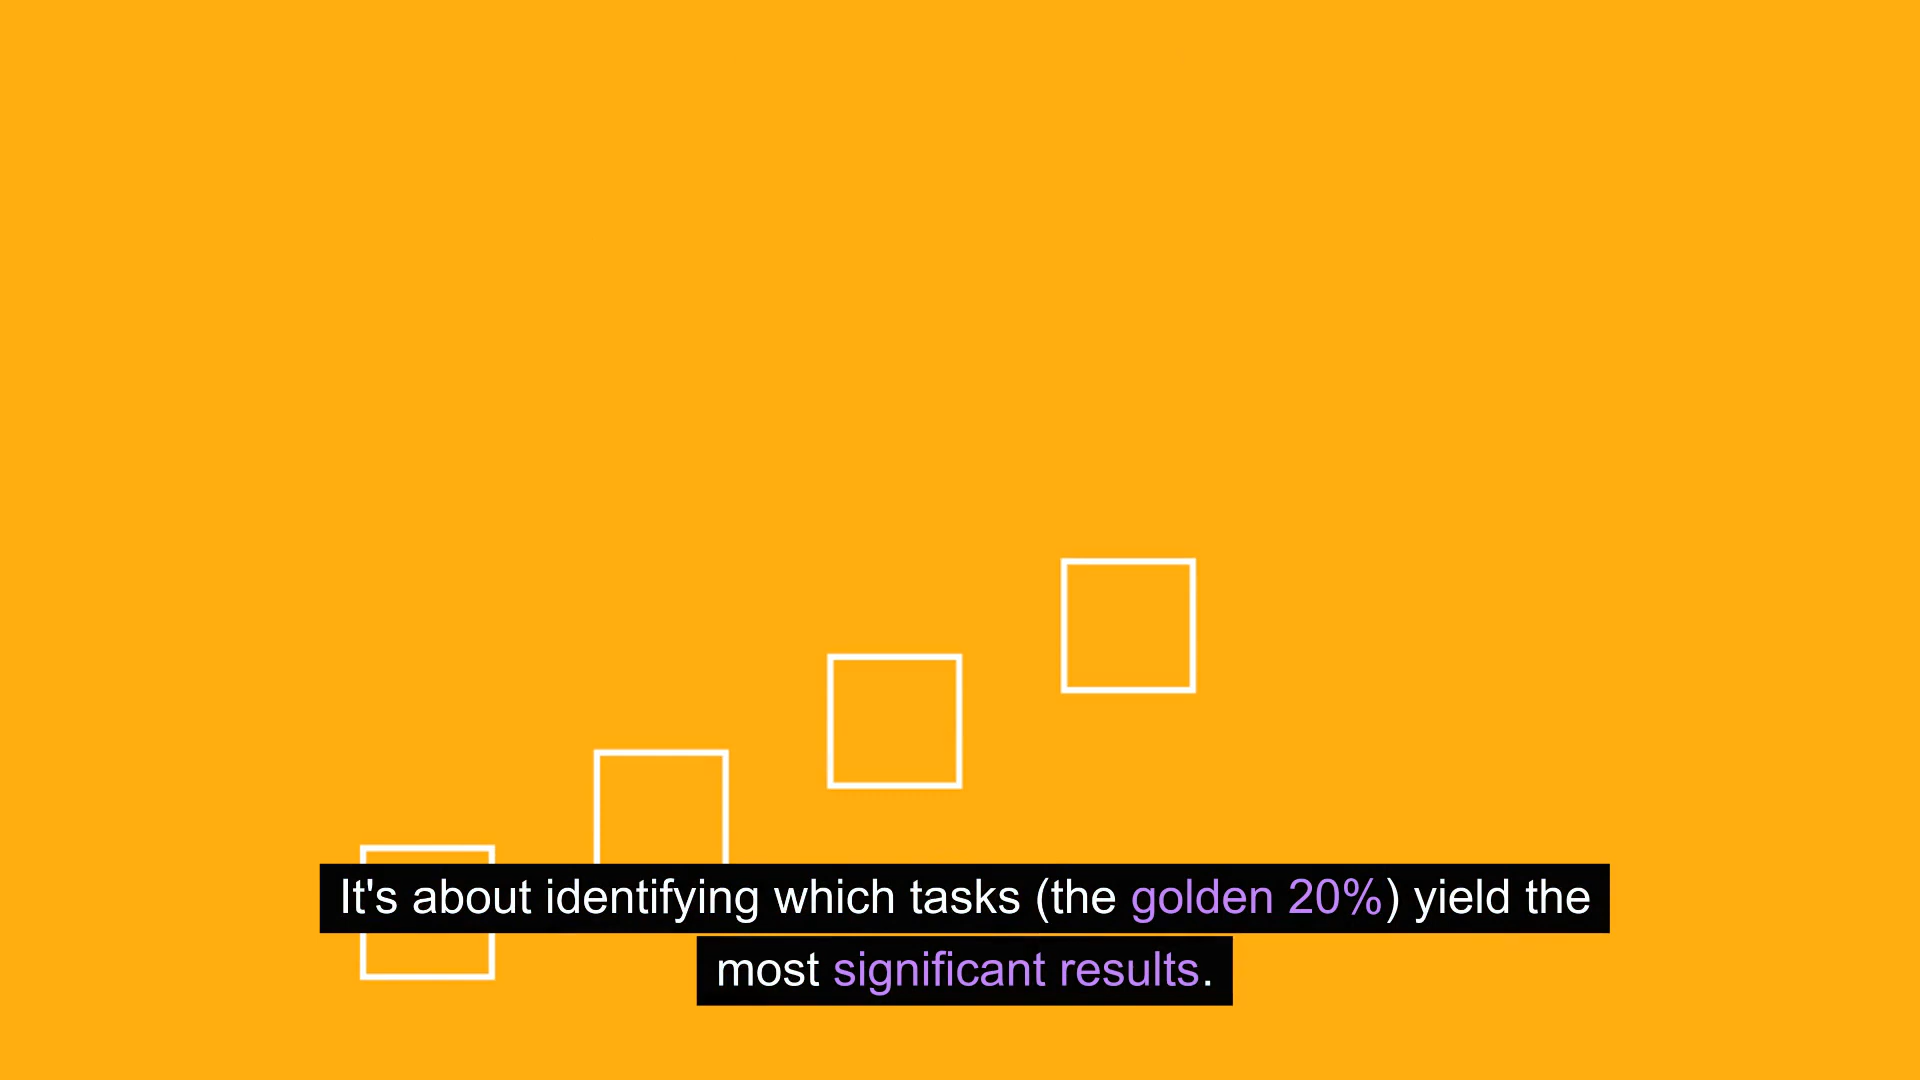 It's about identifying which tasks (the golden 20%) yield the
most significant results.